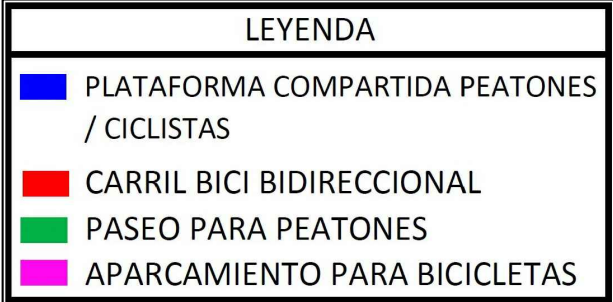 LEYENDA
PLATAFORMA COMPARTIDA PEATONES
/ CICLISTAS
CARRIL BICI BIDIRECCIONAL
PASEO PARA PEATONES
APARCAMIENTO PARA BICICLETAS